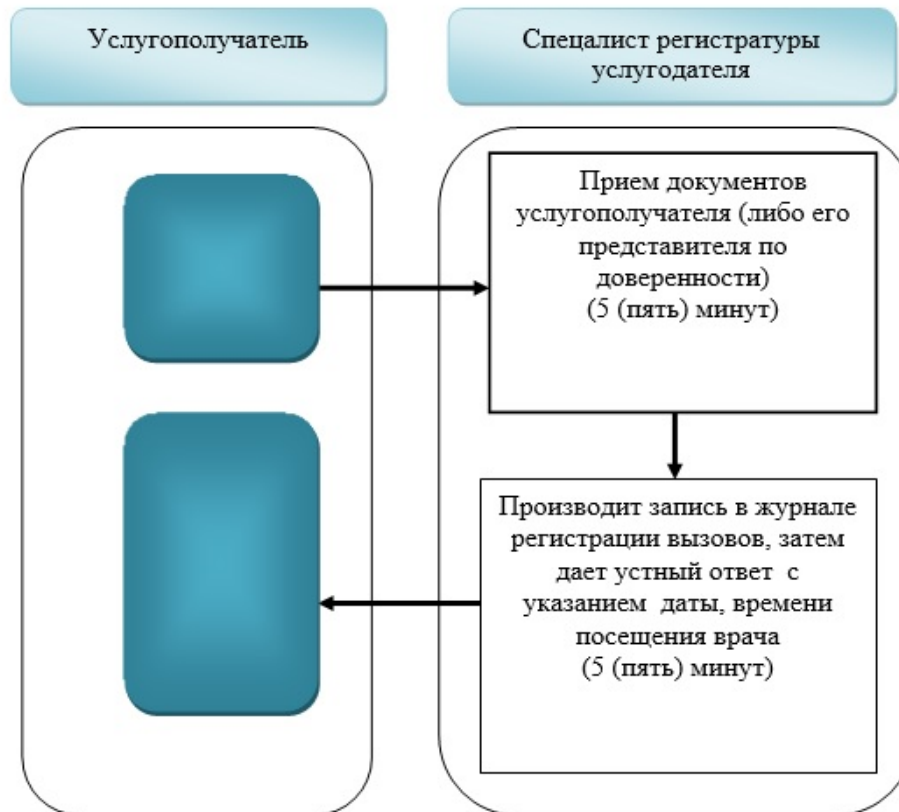 Услугополучатель
Спецалист регистратуры
услугодателя
Прием документов
услугополучателя (либо его
представителя по
доверенности)
(5 (пять) минут)
Производит запись в журнале
регистрации вызовов, затем
дает устный ответ с
указанием даты, времени
посещения врача
(5 (пять) минут)